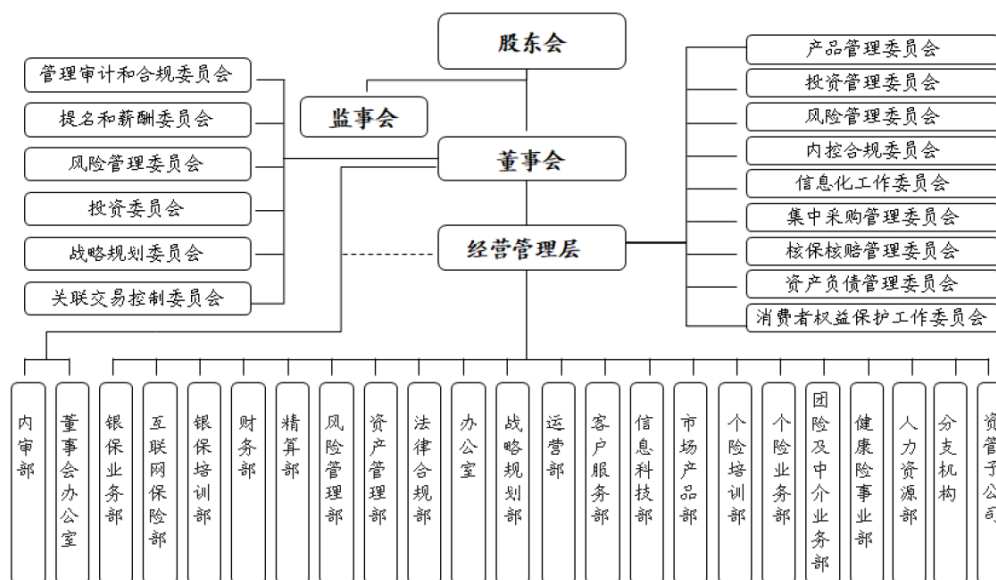 股东会
监事会
董事会
经营管理层
管理审计和合规委员会
提名和薪酬委员会
风险管理委员会
投资委员会
战略规划委员会
关联交易控制委员会
产品管理委员会
投资管理委员会
风险管理委员会
内控合规委员会
信息化工作委员会
集中采购管理委员会
核保核赔管理委员会
资产负债管理委员会
消费者权益保护工作委员会
内审部
董事会办公室
银保业务部
互联网保险部
银保培训部
财务部
精算部
风险管理部
资产管理部
法律合规部
办公室
战略规划部
运营部
客户服务部
信息科技部
市场产品部
个险培训部
个险业务部
团险及中介业务部
健康险事业部
人力资源部
分支机构
资管子公司